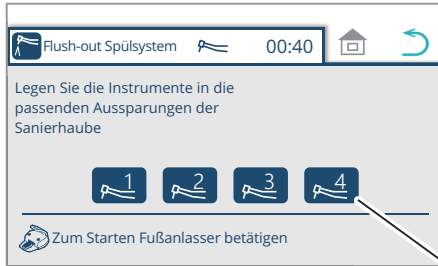 Flush-out Spülsystem 00:40
Legen Sie die Instrumente in die
passenden Aussparungen der
Sanierhaube
1 2 3 4
Zum Starten Fußanlasser betätigen